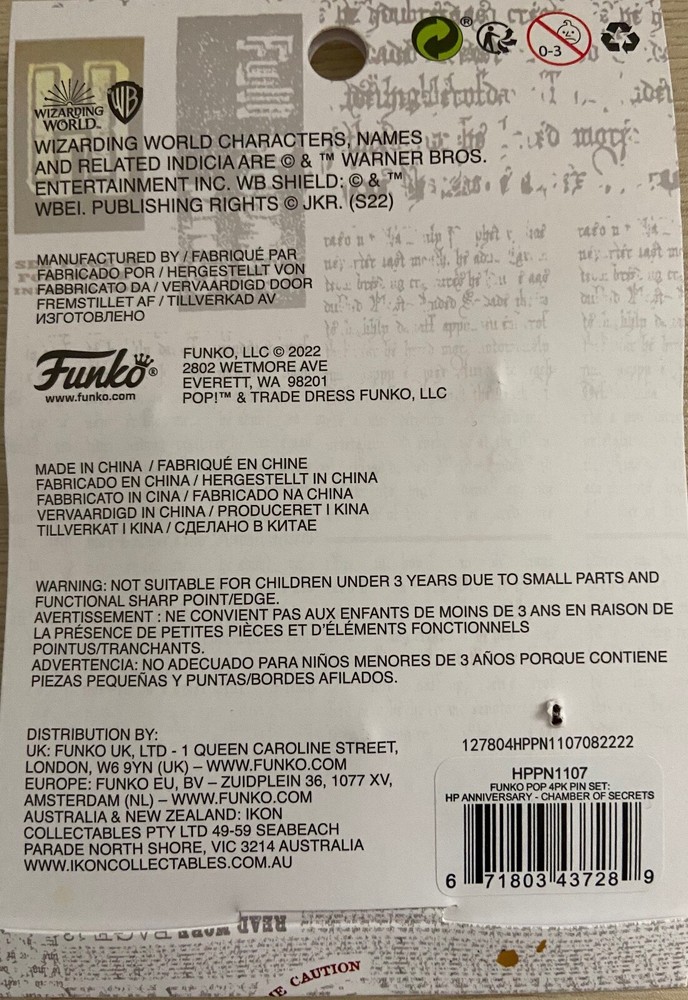 ®
0-3
WIZARDING
WORLD™
WB
WIZARDING WORLD CHARACTERS, NAMES
AND RELATED INDICIA ARE © & ™ WARNER BROS.
ENTERTAINMENT INC. WB SHIELD: © & ™
WBEI. PUBLISHING RIGHTS © JKR. (S22)
MANUFACTURED BY / FABRIQUÉ PAR
FABRICADO POR / HERGESTELLT VON
FABBRICATO DA / VERVAARDIGD DOOR
FREMSTILLET AF / TILLVERKAD AV
ИЗГОТОВЛЕНО
Funko®
www.funko.com
FUNKO, LLC © 2022
2802 WETMORE AVE
EVERETT, WA 98201
POP!™ & TRADE DRESS FUNKO, LLC
MADE IN CHINA / FABRIQUÉ EN CHINE
FABRICADO EN CHINA / HERGESTELLT IN CHINA
FABBRICATO IN CINA / FABRICADO NA CHINA
VERVAARDIGD IN CHINA / PRODUCERET I KINA
TILLVERKAT I KINA / СДЕЛАНО В КИТАЕ
WARNING: NOT SUITABLE FOR CHILDREN UNDER 3 YEARS DUE TO SMALL PARTS AND
FUNCTIONAL SHARP POINT/EDGE.
AVERTISSEMENT : NE CONVIENT PAS AUX ENFANTS DE MOINS DE 3 ANS EN RAISON DE
LA PRÉSENCE DE PETITES PIÈCES ET D'ÉLÉMENTS FONCTIONNELS
POINTUS/TRANCHANTS.
ADVERTENCIA: NO ADECUADO PARA NIÑOS MENORES DE 3 AÑOS PORQUE CONTIENE
PIEZAS PEQUEÑAS Y PUNTAS/BORDES AFILADOS.
DISTRIBUTION BY:
UK: FUNKO UK, LTD - 1 QUEEN CAROLINE STREET,
LONDON, W6 9YN (UK) – WWW.FUNKO.COM
EUROPE: FUNKO EU, BV – ZUIDPLEIN 36, 1077 XV,
AMSTERDAM (NL) – WWW.FUNKO.COM
AUSTRALIA & NEW ZEALAND: IKON
COLLECTABLES PTY LTD 49-59 SEABEACH
PARADE NORTH SHORE, VIC 3214 AUSTRALIA
WWW.IKONCOLLECTABLES.COM.AU
127804HPPN1107082222
HPPN1107
FUNKO POP 4PK PIN SET:
HP ANNIVERSARY - CHAMBER OF SECRETS
6 71803 43728 9
READ WORK
CAUTION